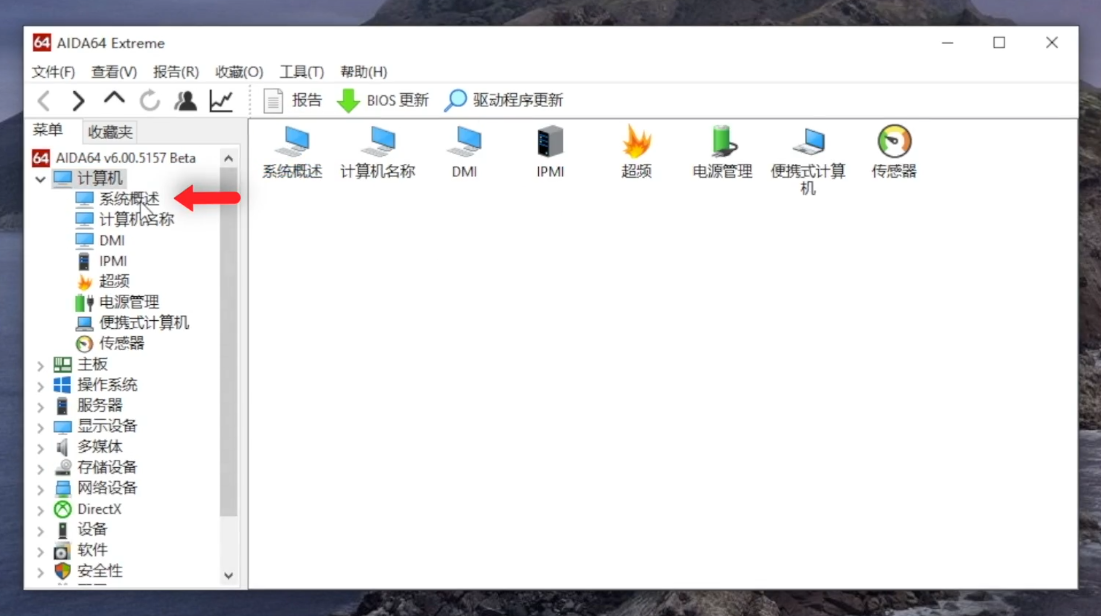 AIDA64 Extreme
文件(F) 查看(V) 报告(R) 收藏(O) 工具(T) 帮助(H)
报告 BIOS 更新 驱动程序更新
菜单 收藏夹
AIDA64 v6.00.5157 Beta
计算机
系统概述
计算机名称
DMI
IPMI
超频
电源管理
便携式计算机
传感器
主板
操作系统
服务器
显示设备
多媒体
存储设备
网络设备
DirectX
设备
软件
安全性
系统概述 计算机名称 DMI IPMI 超频 电源管理 便携式计算机 传感器